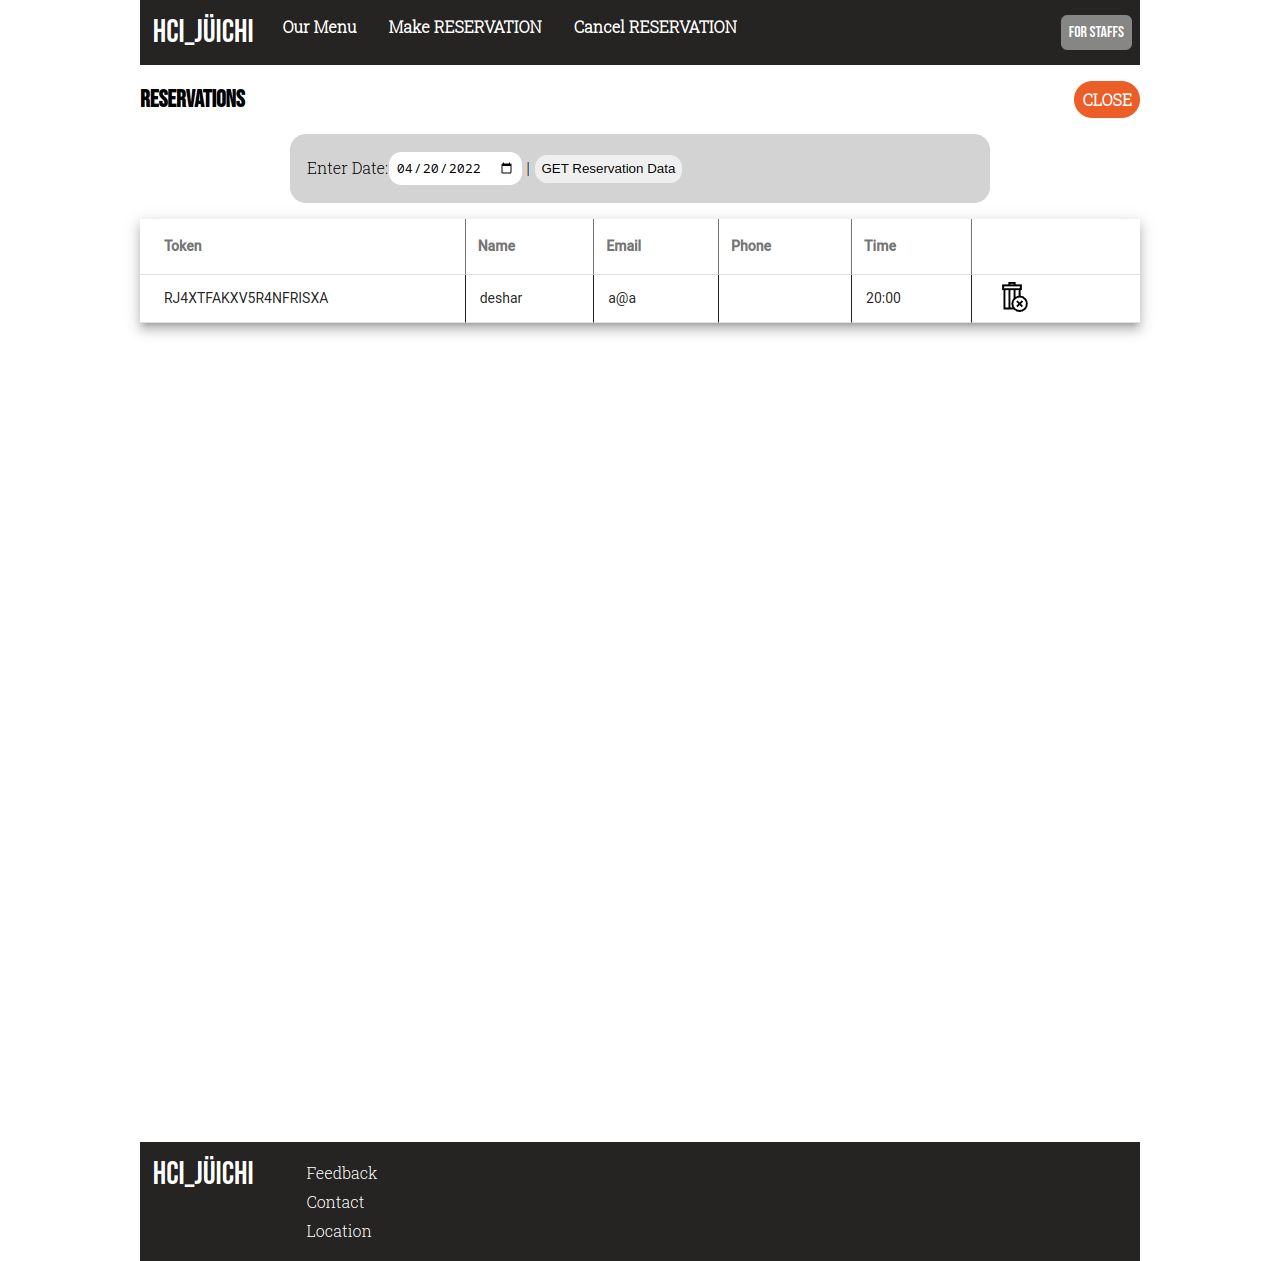 HCI_JÜICHI Our Menu Make RESERVATION Cancel RESERVATION FOR STAFFS
RESERVATIONS CLOSE
Enter Date: 04/20/2022 | GET Reservation Data
Token Name Email Phone Time
RJ4XTFAKXV5R4NFRISXA deshar a@a 20:00
HCI_JÜICHI Feedback
Contact
Location